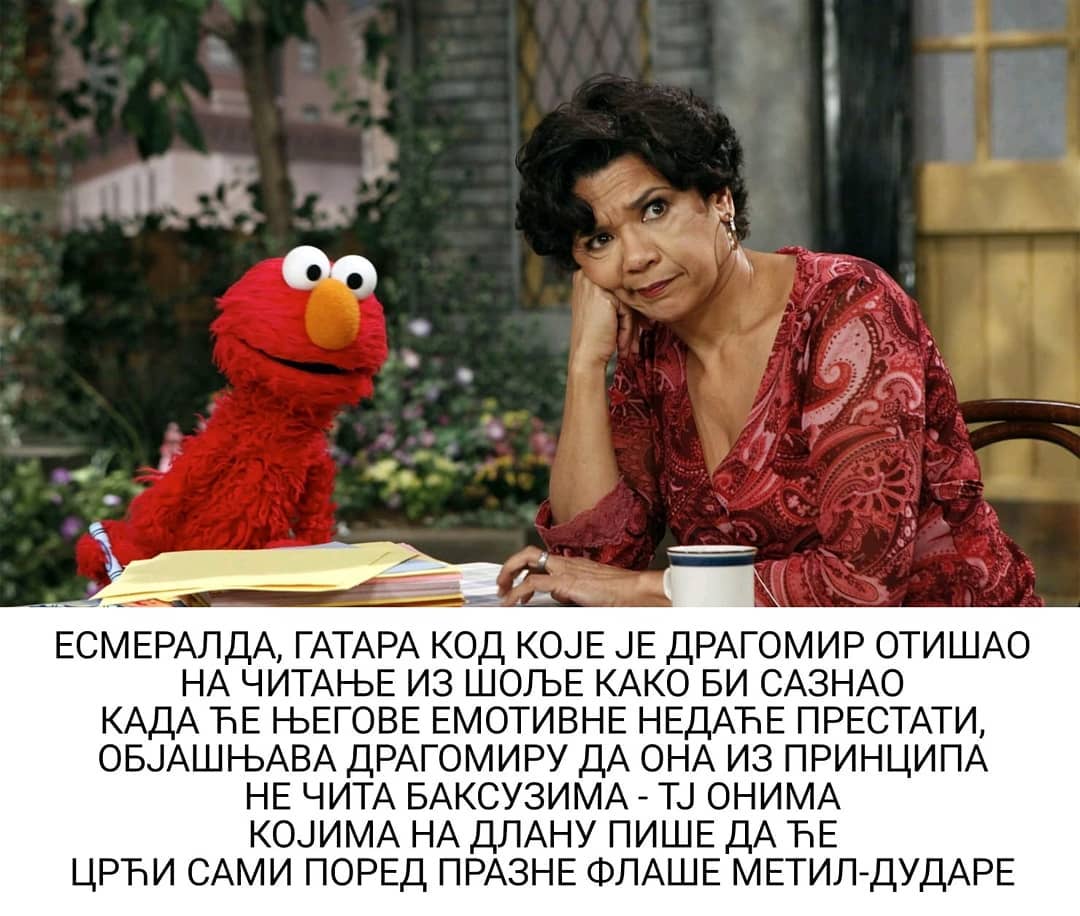 ЕСМЕРАЛДА, ГАТАРА КОД КОЈЕ ЈЕ ДРАГОМИР ОТИШАО
НА ЧИТАЊЕ ИЗ ШОЉЕ КАКО БИ САЗНАО
КАДА ЋЕ ЊЕГОВЕ ЕМОТИВНЕ НЕДАЋЕ ПРЕСТАТИ,
ОБЈАШЊАВА ДРАГОМИРУ ДА ОНА ИЗ ПРИНЦИПА
НЕ ЧИТА БАКСУЗИМА - ТЈ ОНИМА
КОЈИМА НА ДЛАНУ ПИШЕ ДА ЋЕ
ЦРЋИ САМИ ПОРЕД ПРАЗНЕ ФЛАШЕ МЕТИЛ-ДУДАРЕ